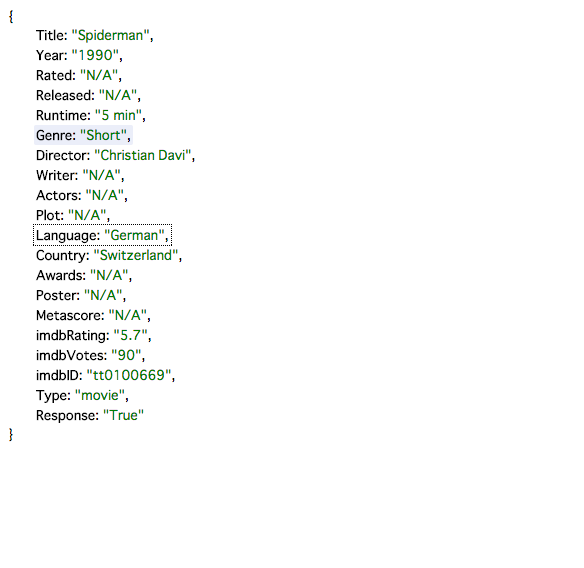 {
Title: "Spiderman",
Year: "1990",
Rated: "N/A",
Released: "N/A",
Runtime: "5 min",
Genre: "Short",
Director: "Christian Davi",
Writer: "N/A",
Actors: "N/A",
Plot: "N/A",
Language: "German",
Country: "Switzerland",
Awards: "N/A",
Poster: "N/A",
Metascore: "N/A",
imdbRating: "5.7",
imdbVotes: "90",
imdbID: "tt0100669",
Type: "movie",
Response: "True"
}